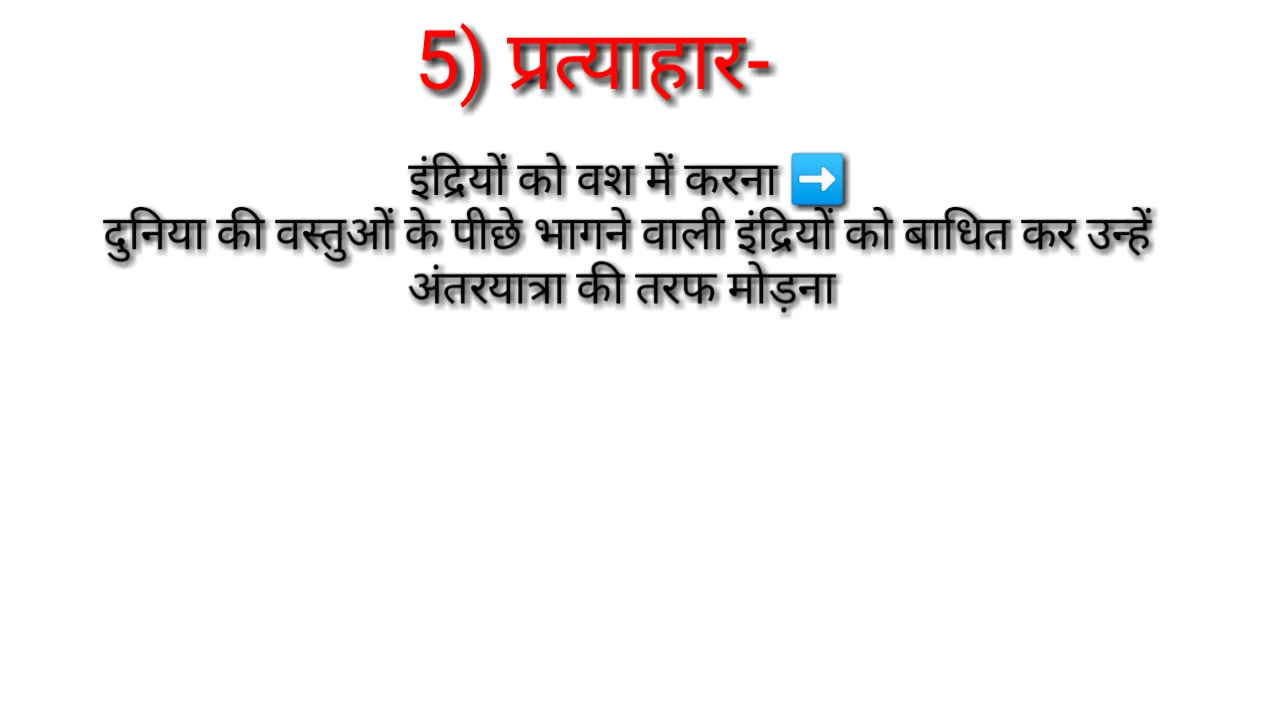 5) प्रत्याहार-
इंद्रियों को वश में करना ➡️
दुनिया की वस्तुओं के पीछे भागने वाली इंद्रियों को बाधित कर उन्हें
अंतरयात्रा की तरफ मोड़ना